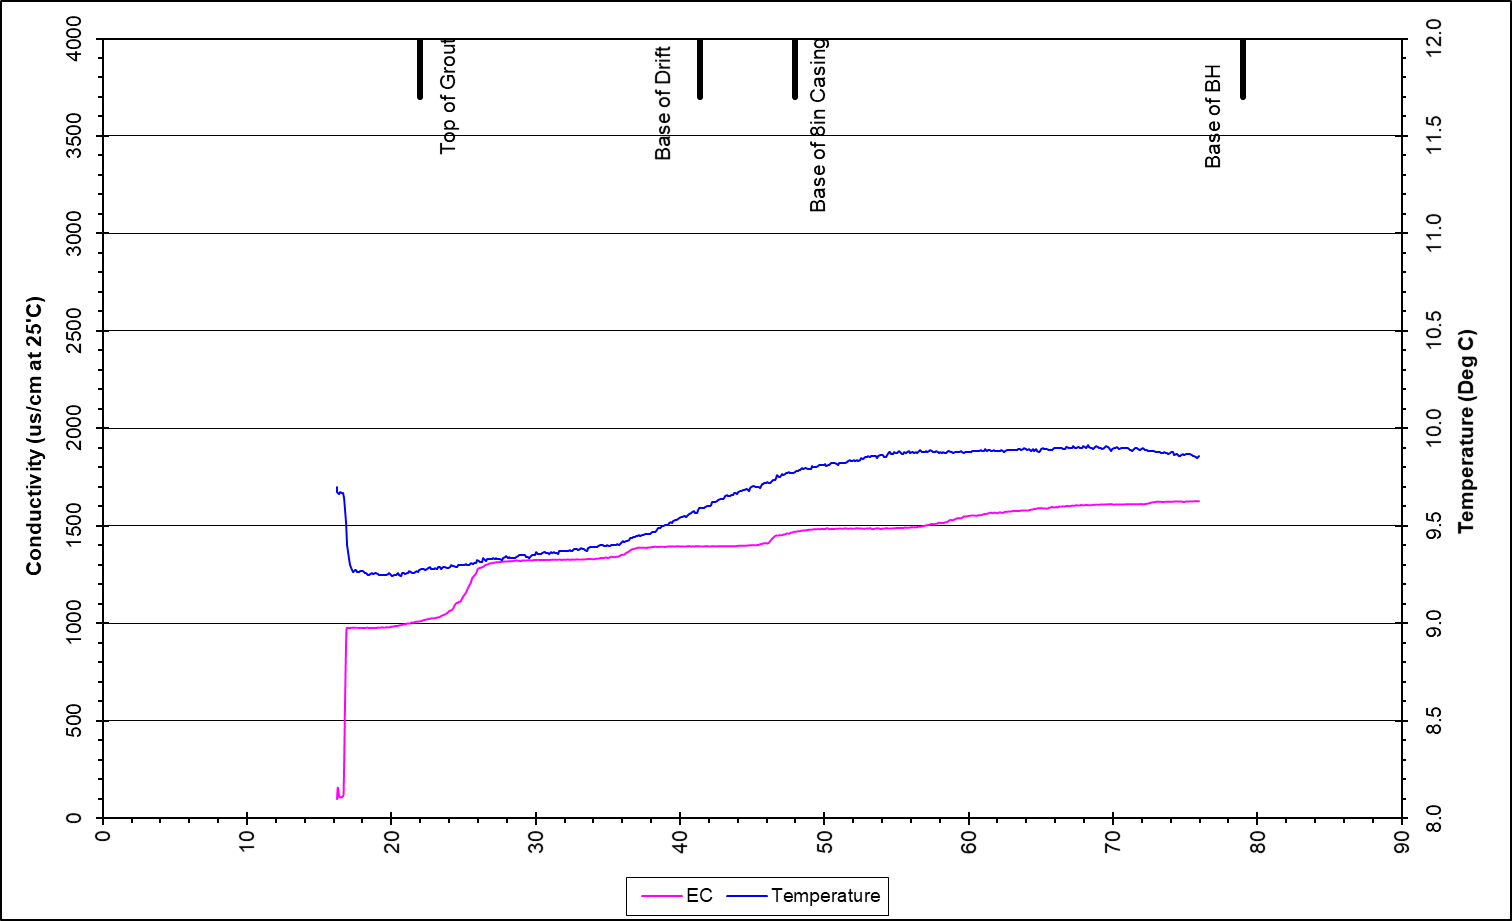 Conductivity (us/cm at 25'C)
4000
3500
3000
2500
2000
1500
1000
500
0
Top of Grout
Base of Drift
Base of 8in Casing
Base of BH
12.0
11.5
11.0
10.5
10.0
9.5
9.0
8.5
8.0
Temperature (Deg C)
0 10 20 30 40 50 60 70 80 90
EC Temperature